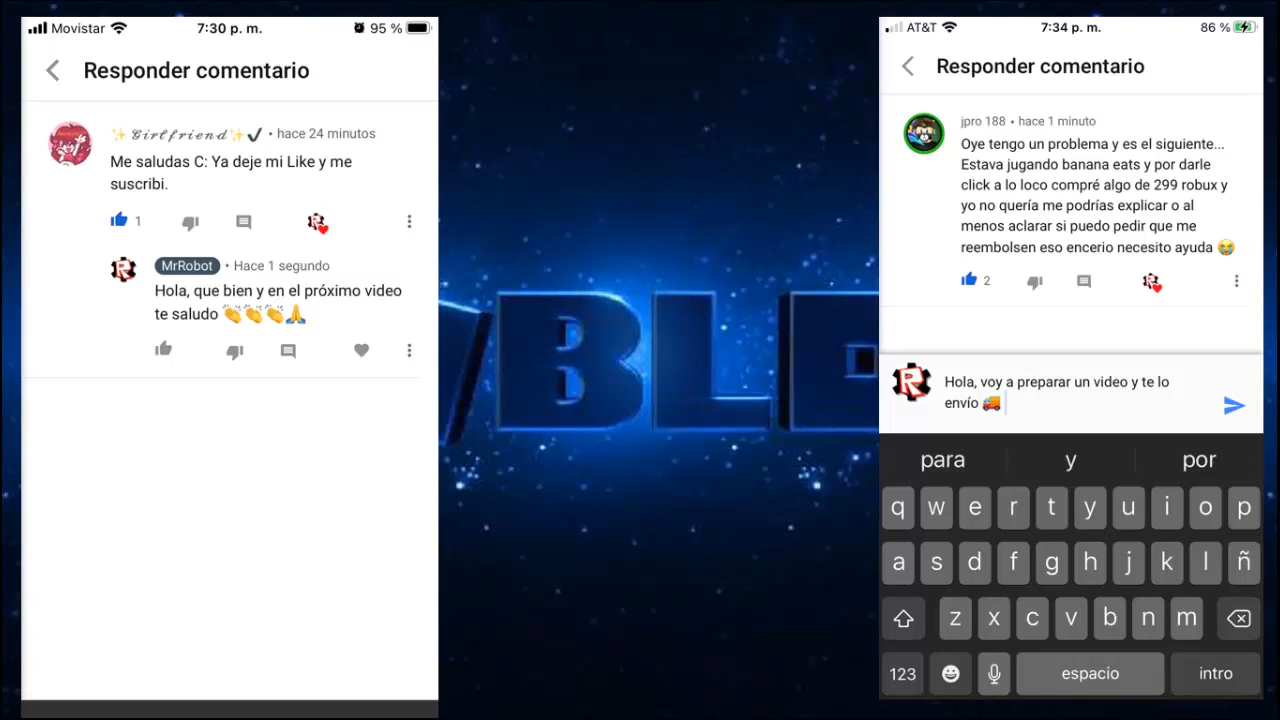 Movistar
7:30 p. m.
95 %
Responder comentario
✨𝓖𝓲𝓻𝓵𝓯𝓻𝓲𝓮𝓷𝓭✨✔ • hace 24 minutos
Me saludas C: Ya deje mi Like y me
suscribi.
1
MrRobot • Hace 1 segundo
Hola, que bien y en el próximo video
te saludo 👏👏👏🙏
BL
AT&T
7:34 p. m.
86 %
Responder comentario
jpro 188 • hace 1 minuto
Oye tengo un problema y es el siguiente...
Estava jugando banana eats y por darle
click a lo loco compré algo de 299 robux y
yo no quería me podrías explicar o al
menos aclarar si puedo pedir que me
reembolsen eso encerio necesito ayuda 😭
2
Hola, voy a preparar un video y te lo
envío 🚚
para y por
q w e r t y u i o p
a s d f g h j k l ñ
z x c v b n m
123 espacio intro